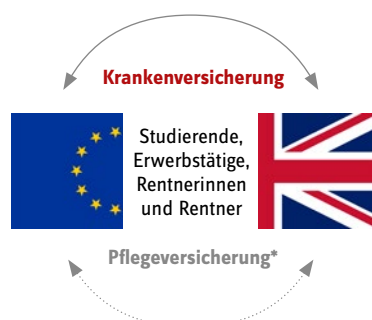 Krankenversicherung
Studierende,
Erwerbstätige,
Rentnerinnen
und Rentner
Pflegeversicherung*